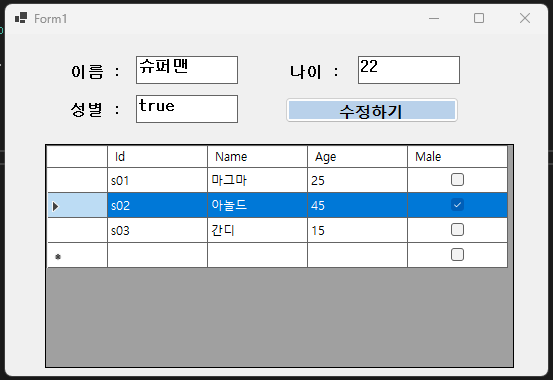 Form1
이름 : 슈퍼맨 나이 : 22
성별 : true 수정하기
Id Name Age Male
s01 마그마 25
s02 아놀드 45
s03 간디 15